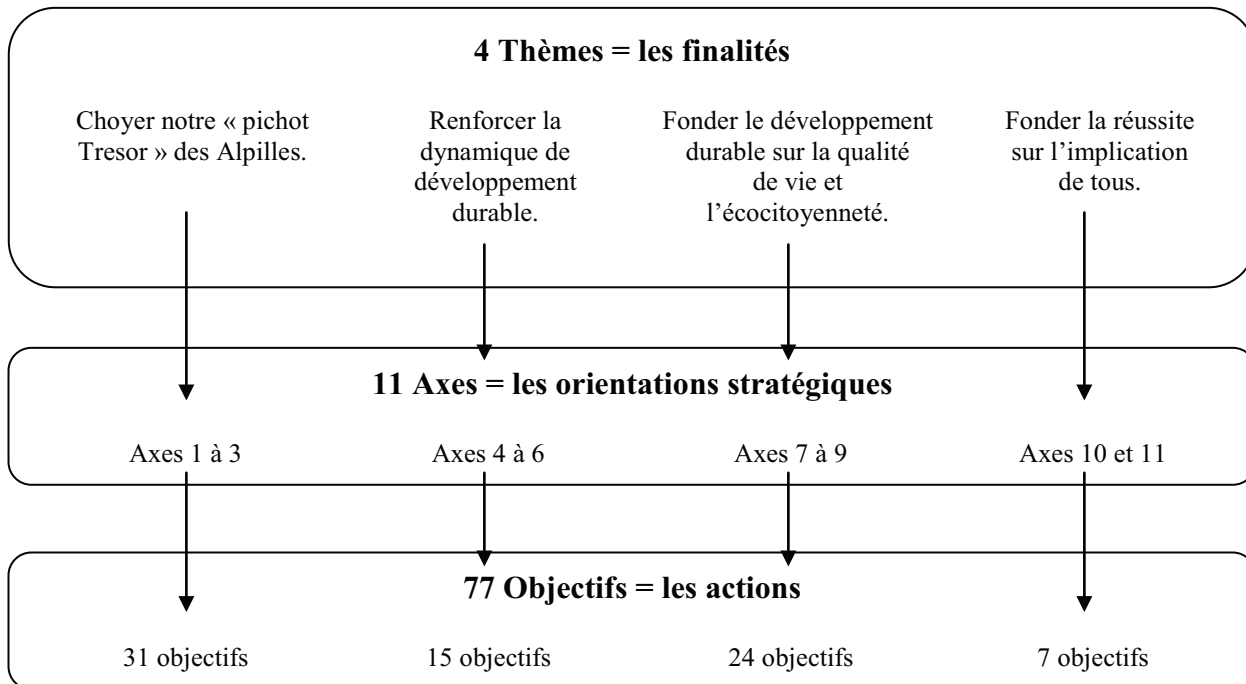 4 Thèmes = les finalités
Choyer notre « pichot
Tresor » des Alpilles.
Renforcer la
dynamique de
développement
durable.
Fonder le développement
durable sur la qualité
de vie et
l’écocitoyenneté.
Fonder la réussite
sur l’implication
de tous.
11 Axes = les orientations stratégiques
Axes 1 à 3
Axes 4 à 6
Axes 7 à 9
Axes 10 et 11
77 Objectifs = les actions
31 objectifs
15 objectifs
24 objectifs
7 objectifs